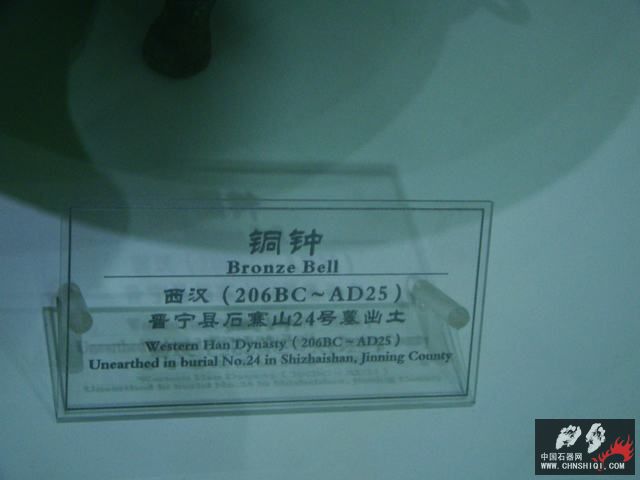 铜钟
Bronze Bell
西汉（206BC～AD25）
晋宁县石寨山24号墓出土
Western Han Dynasty（206BC～AD25）
Unearthed in burial No.24 in Shizhaishan, Jinning County
中国石器网
WWW.CHNSHIQI.COM